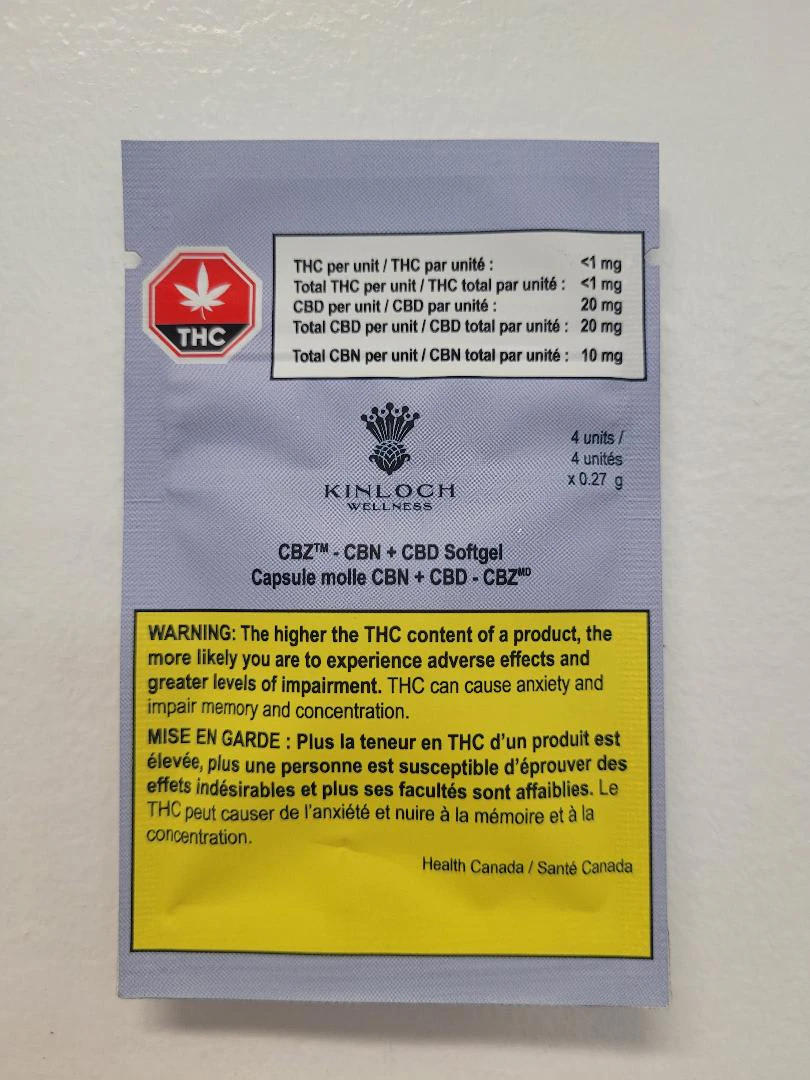 THC
THC per unit / THC par unité : <1 mg
Total THC per unit / THC total par unité : <1 mg
CBD per unit / CBD par unité : 20 mg
Total CBD per unit / CBD total par unité : 20 mg
Total CBN per unit / CBN total par unité : 10 mg
KINLOCH
WELLNESS
4 units /
4 unités
x 0.27 g
CBZ™ - CBN + CBD Softgel
Capsule molle CBN + CBD - CBZᴹᴰ
WARNING: The higher the THC content of a product, the
more likely you are to experience adverse effects and
greater levels of impairment. THC can cause anxiety and
impair memory and concentration.
MISE EN GARDE : Plus la teneur en THC d'un produit est
élevée, plus une personne est susceptible d'éprouver des
effets indésirables et plus ses facultés sont affaiblies. Le
THC peut causer de l'anxiété et nuire à la mémoire et à la
concentration.
Health Canada / Santé Canada